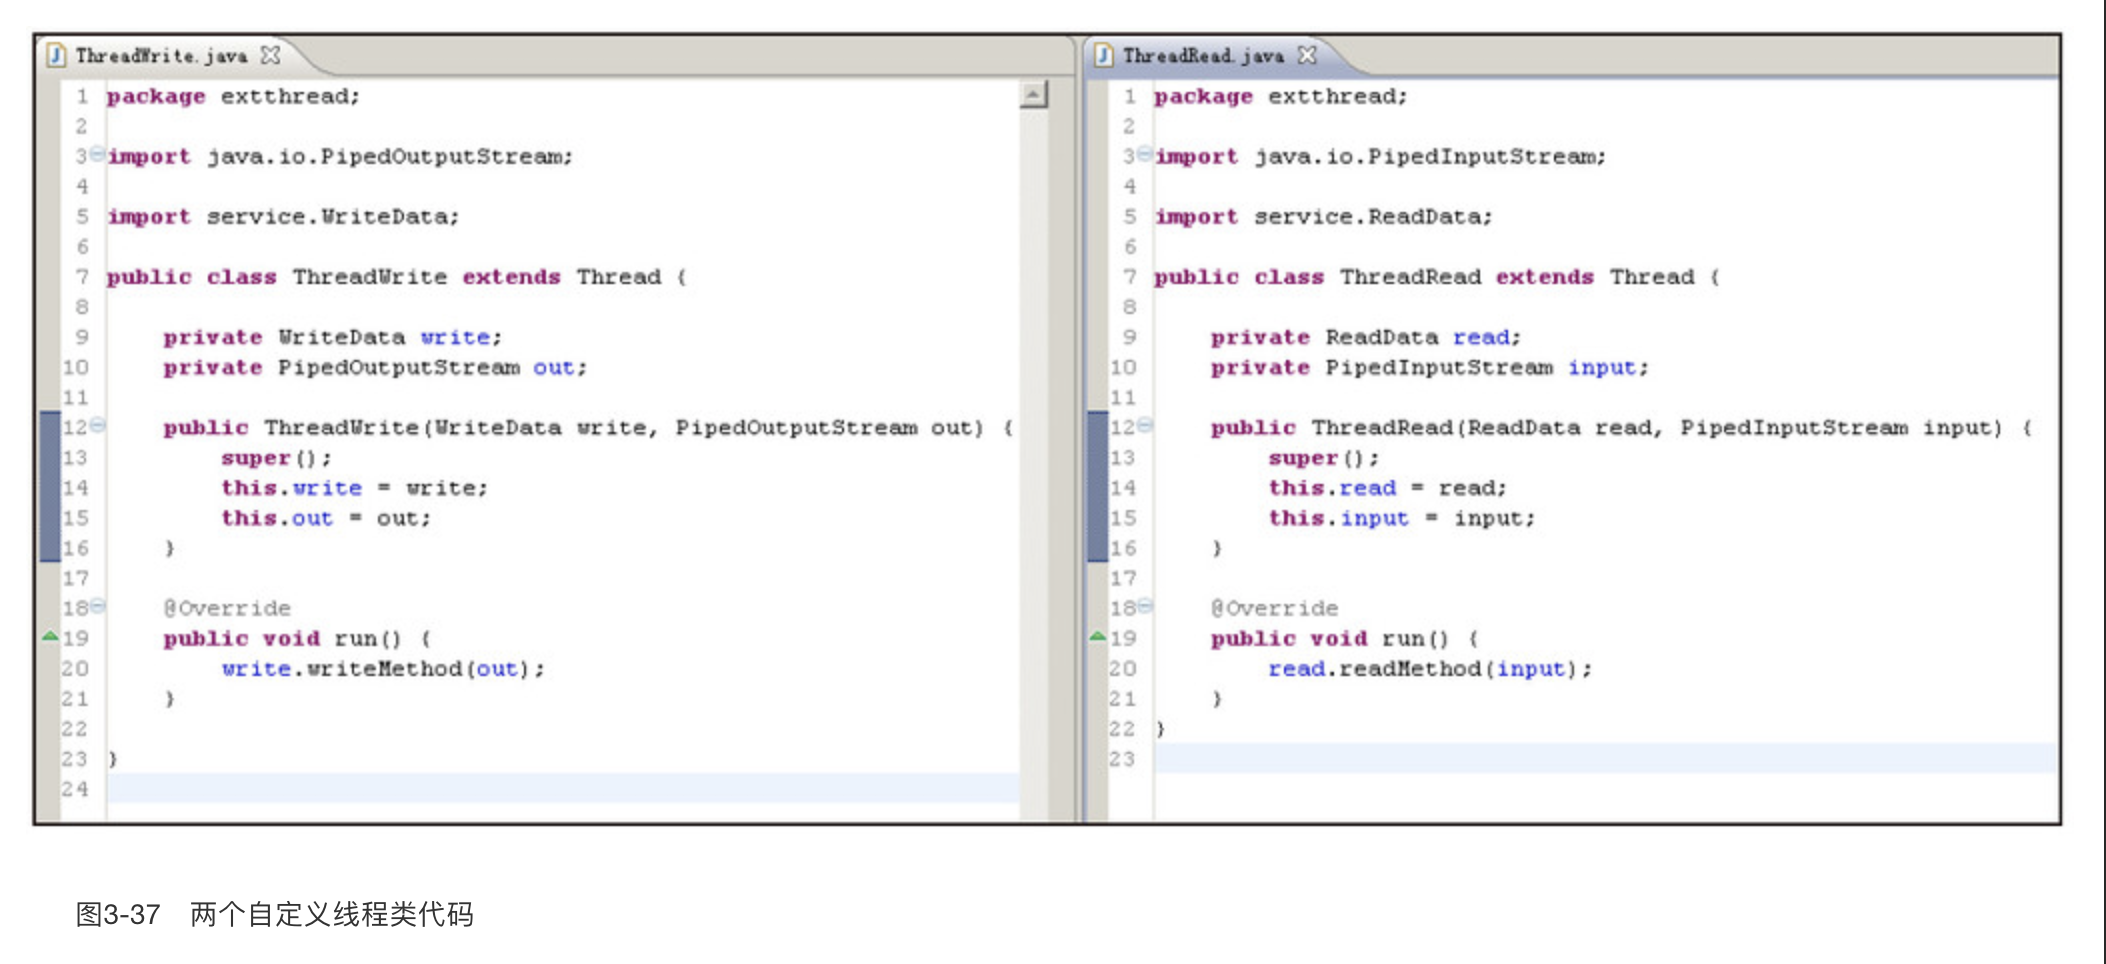 ThreadWrite.java
1 package extthread;
2
3 import java.io.PipedOutputStream;
4
5 import service.WriteData;
6
7 public class ThreadWrite extends Thread {
8
9 private WriteData write;
10 private PipedOutputStream out;
11
12 public ThreadWrite(WriteData write, PipedOutputStream out) {
13 super();
14 this.write = write;
15 this.out = out;
16 }
17
18 @Override
19 public void run() {
20 write.writeMethod(out);
21 }
22
23 }
24
ThreadRead.java
1 package extthread;
2
3 import java.io.PipedInputStream;
4
5 import service.ReadData;
6
7 public class ThreadRead extends Thread {
8
9 private ReadData read;
10 private PipedInputStream input;
11
12 public ThreadRead(ReadData read, PipedInputStream input) {
13 super();
14 this.read = read;
15 this.input = input;
16 }
17
18 @Override
19 public void run() {
20 read.readMethod(input);
21 }
22 }
23
图3-37 两个自定义线程类代码